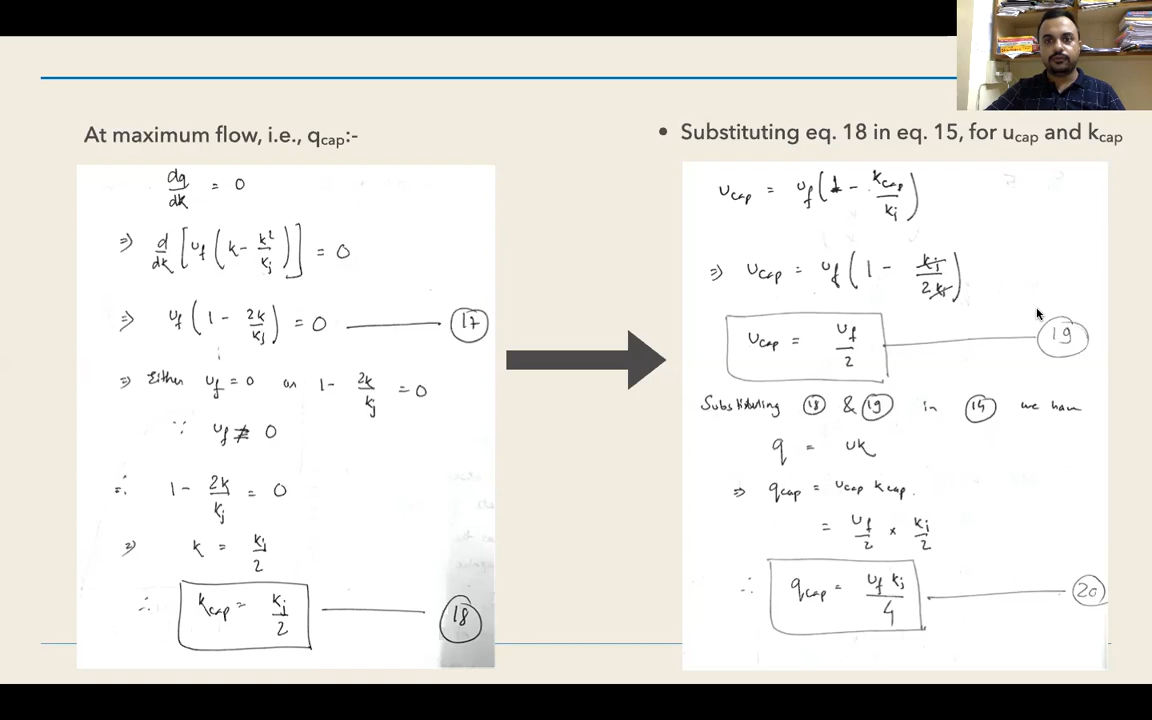 At maximum flow, i.e., qcap:-
dq/dk = 0
⇒ d/dk [uf (k - k²/kj)] = 0
⇒ uf (1 - 2k/kj) = 0 ——— 17
⇒ Either uf = 0 or 1 - 2k/kj = 0
∵ uf ≠ 0
∴ 1 - 2k/kj = 0
⇒ k = kj/2
∴ kcap = kj/2 ——— 18
• Substituting eq. 18 in eq. 15, for ucap and kcap
ucap = uf (1 - kcap/kj)
⇒ ucap = uf (1 - kj/2kj)
ucap = uf/2 ——— 19
Substituting 18 & 19 in 14 we have
q = uk
⇒ qcap = ucap kcap.
= uf/2 × kj/2
∴ qcap = uf kj/4 ——— 20